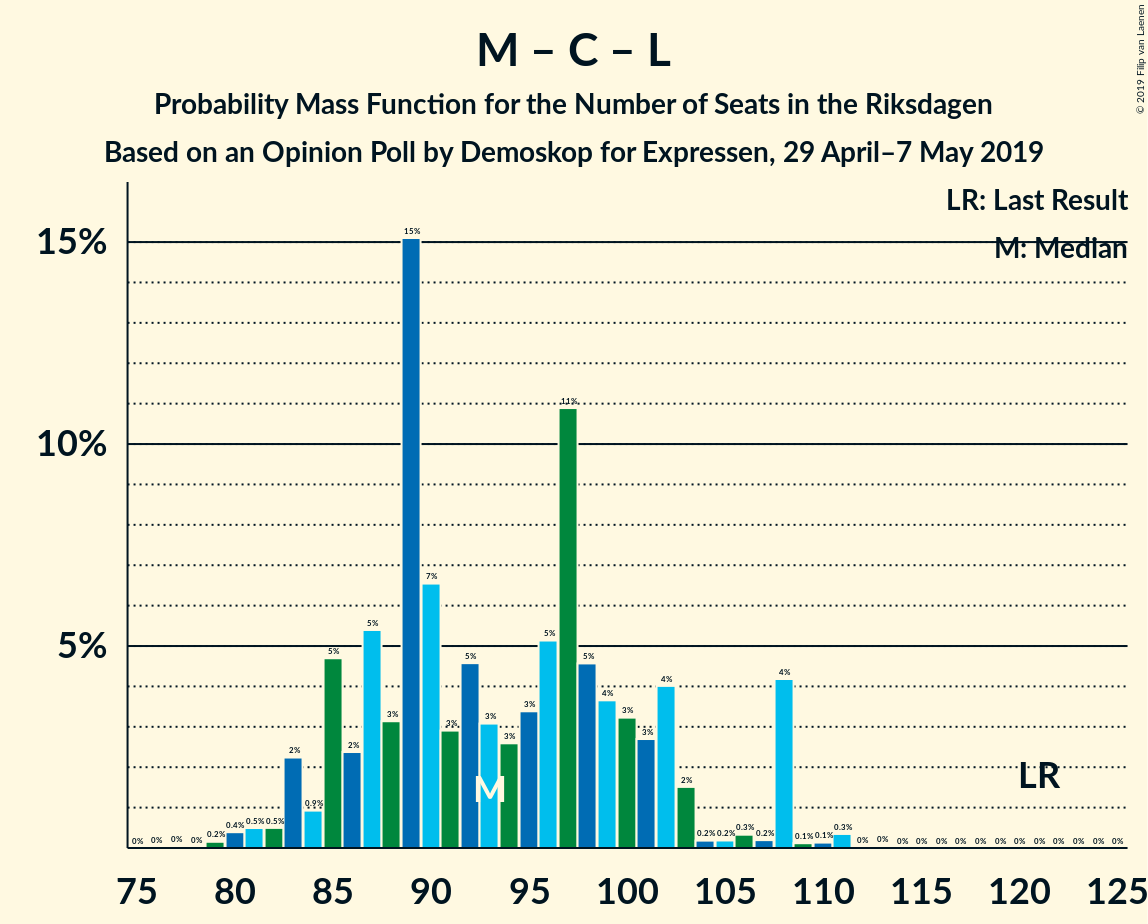 M – C – L
Probability Mass Function for the Number of Seats in the Riksdagen
Based on an Opinion Poll by Demoskop for Expressen, 29 April–7 May 2019
© 2019 Filip van Laenen
LR: Last Result
M: Median
15%
10%
5%
0% 0% 0% 0% 0.2% 0.4% 0.5% 0.5% 2% 0.9% 5% 2% 5% 3% 15% 7% 3% 5% 3% 3% 3% 5% 11% 5% 4% 3% 3% 4% 2% 0.2% 0.2% 0.3% 0.2% 4% 0.1% 0.1% 0.3% 0% 0% 0% 0% 0% 0% 0% 0% 0% 0% 0% 0% 0% 0%
M
LR
75 80 85 90 95 100 105 110 115 120 125